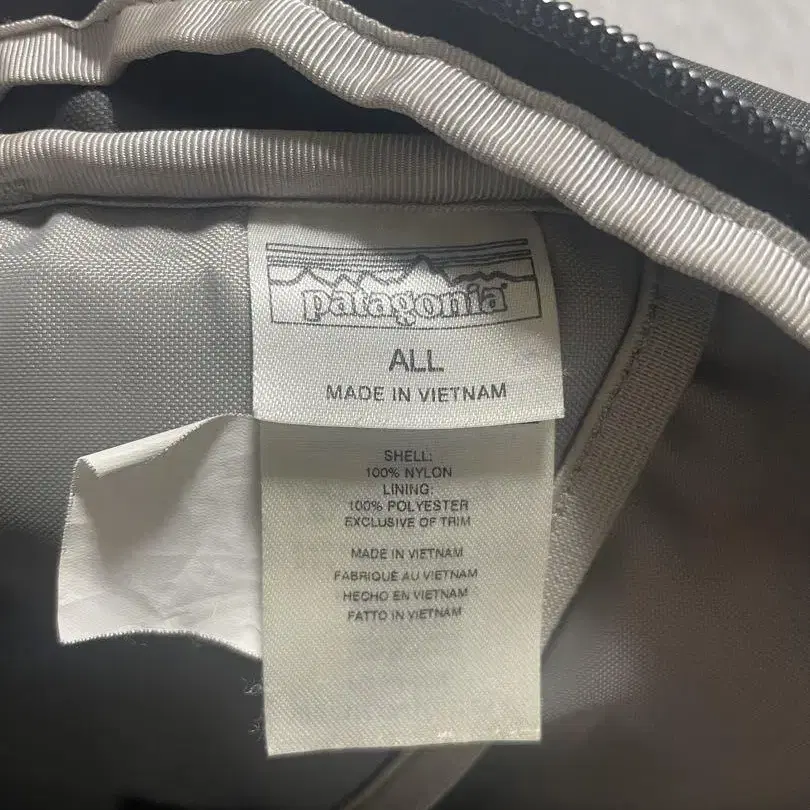 patagonia
ALL
MADE IN VIETNAM
SHELL:
100% NYLON
LINING:
100% POLYESTER
EXCLUSIVE OF TRIM
MADE IN VIETNAM
FABRIQUÉ AU VIETNAM
HECHO EN VIETNAM
FATTO IN VIETNAM